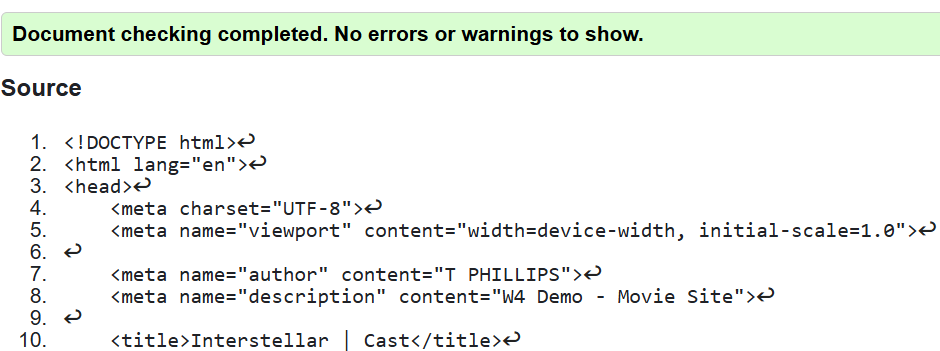 Document checking completed. No errors or warnings to show.
Source
1. <!DOCTYPE html>↩
2. <html lang="en">↩
3. <head>↩
4.     <meta charset="UTF-8">↩
5.     <meta name="viewport" content="width=device-width, initial-scale=1.0">↩
6. ↩
7.     <meta name="author" content="T PHILLIPS">↩
8.     <meta name="description" content="W4 Demo - Movie Site">↩
9. ↩
10.     <title>Interstellar | Cast</title>↩